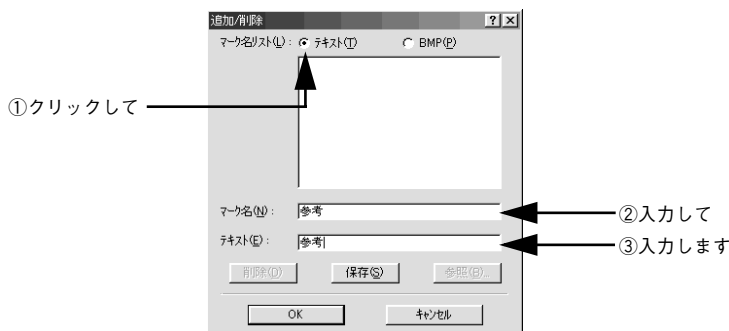 追加/削除
マーク名リスト(L): テキスト(T) BMP(P)
①クリックして
マーク名(N): 参考
②入力して
テキスト(E): 参考
③入力します
削除(D) 保存(S) 参照(B)...
OK キャンセル